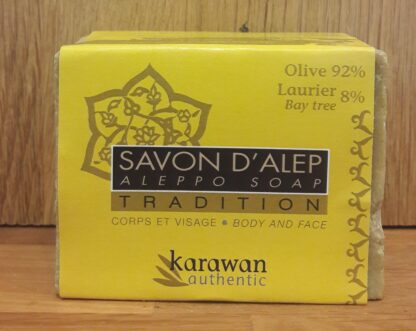 Olive 92%
Laurier 8%
Bay tree
SAVON D'ALEP
ALEPPO SOAP
TRADITION
CORPS ET VISAGE • BODY AND FACE
karawan
authentic